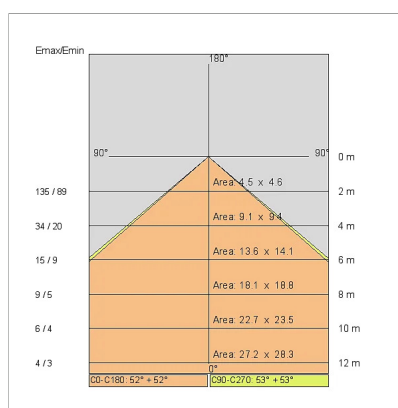 Emax/Emin
180°
90° 90° 0 m
Area: 4.5 x 4.6
135 / 89 2 m
Area: 9.1 x 9.4
34 / 20 4 m
Area: 13.6 x 14.1
15 / 9 6 m
Area: 18.1 x 18.8
9 / 5 8 m
Area: 22.7 x 23.5
6 / 4 10 m
Area: 27.2 x 28.3
4 / 3 12 m
0°
C0-C180: 52° + 52° C90-C270: 53° + 53°